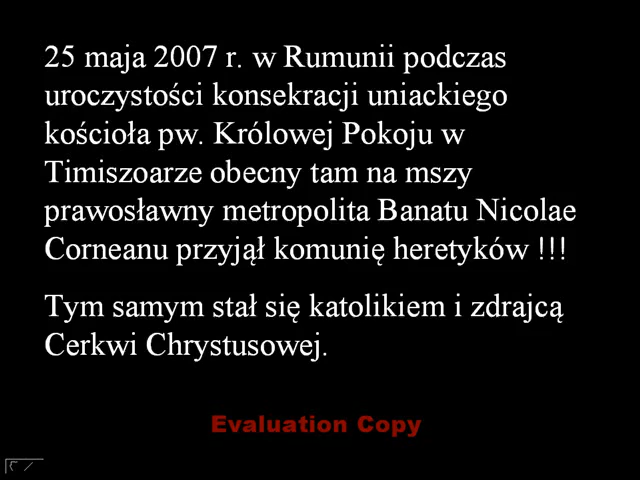 25 maja 2007 r. w Rumunii podczas
uroczystości konsekracji uniackiego
kościoła pw. Królowej Pokoju w
Timiszoarze obecny tam na mszy
prawosławny metropolita Banatu Nicolae
Corneanu przyjął komunię heretyków !!!
Tym samym stał się katolikiem i zdrajcą
Cerkwi Chrystusowej.
Evaluation Copy